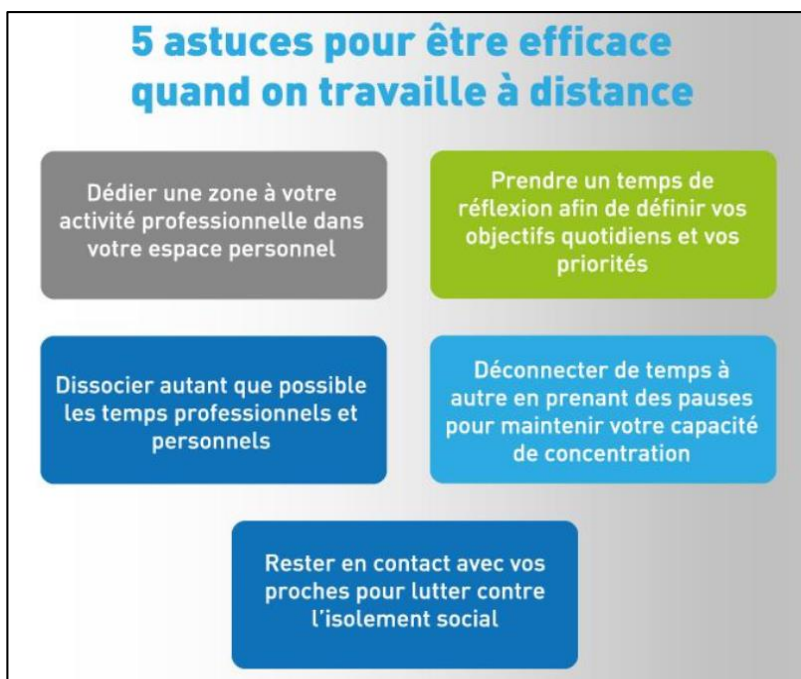 5 astuces pour être efficace
quand on travaille à distance
Dédier une zone à votre
activité professionnelle dans
votre espace personnel
Prendre un temps de
réflexion afin de définir vos
objectifs quotidiens et vos
priorités
Dissocier autant que possible
les temps professionnels et
personnels
Déconnecter de temps à
autre en prenant des pauses
pour maintenir votre capacité
de concentration
Rester en contact avec vos
proches pour lutter contre
l'isolement social